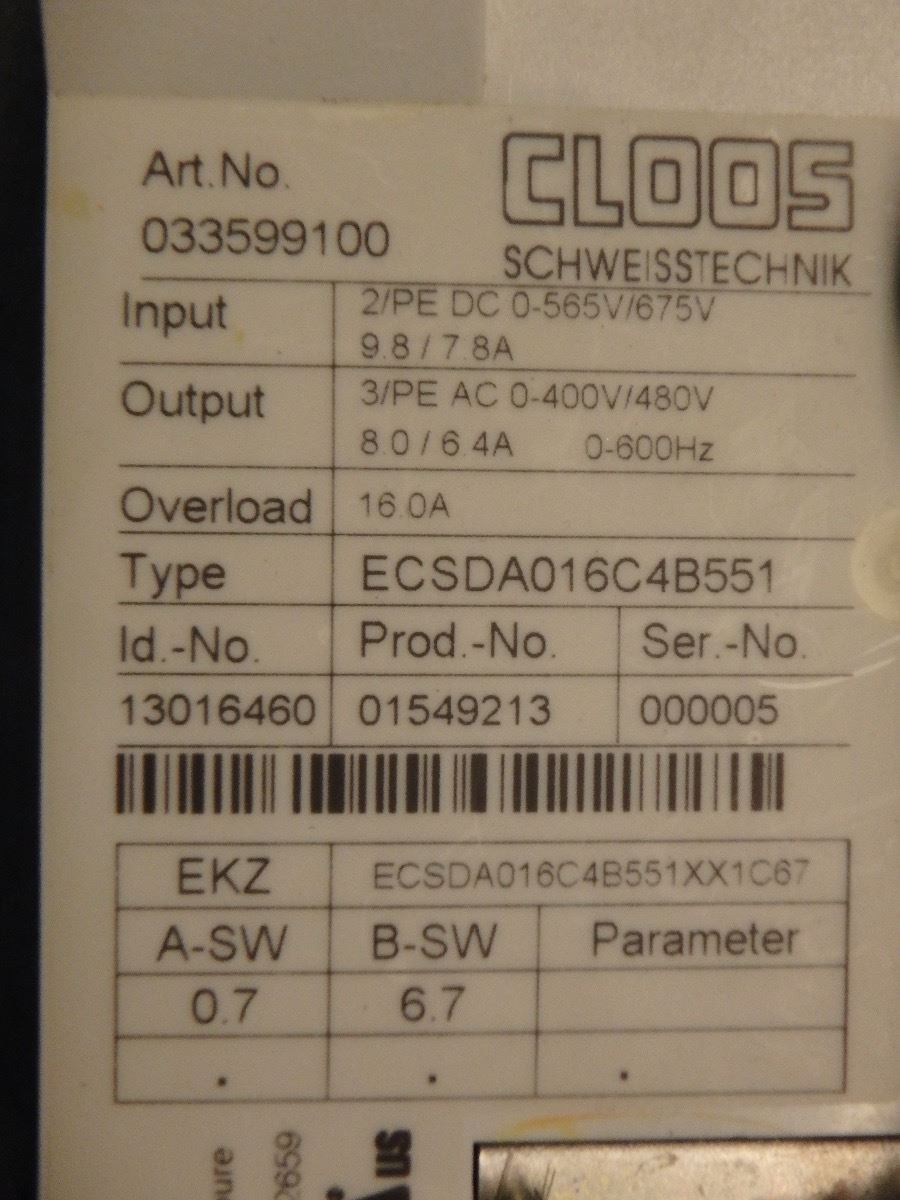 Art.No.
033599100
CLOOS
SCHWEISSTECHNIK
Input 2/PE DC 0-565V/675V
9.8 / 7.8A
Output 3/PE AC 0-400V/480V
8.0 / 6.4A 0-600Hz
Overload 16.0A
Type ECSDA016C4B551
Id.-No. Prod.-No. Ser.-No.
13016460 01549213 000005
EKZ ECSDA016C4B551XX1C67
A-SW B-SW Parameter
0.7 6.7
. . .
2659
us